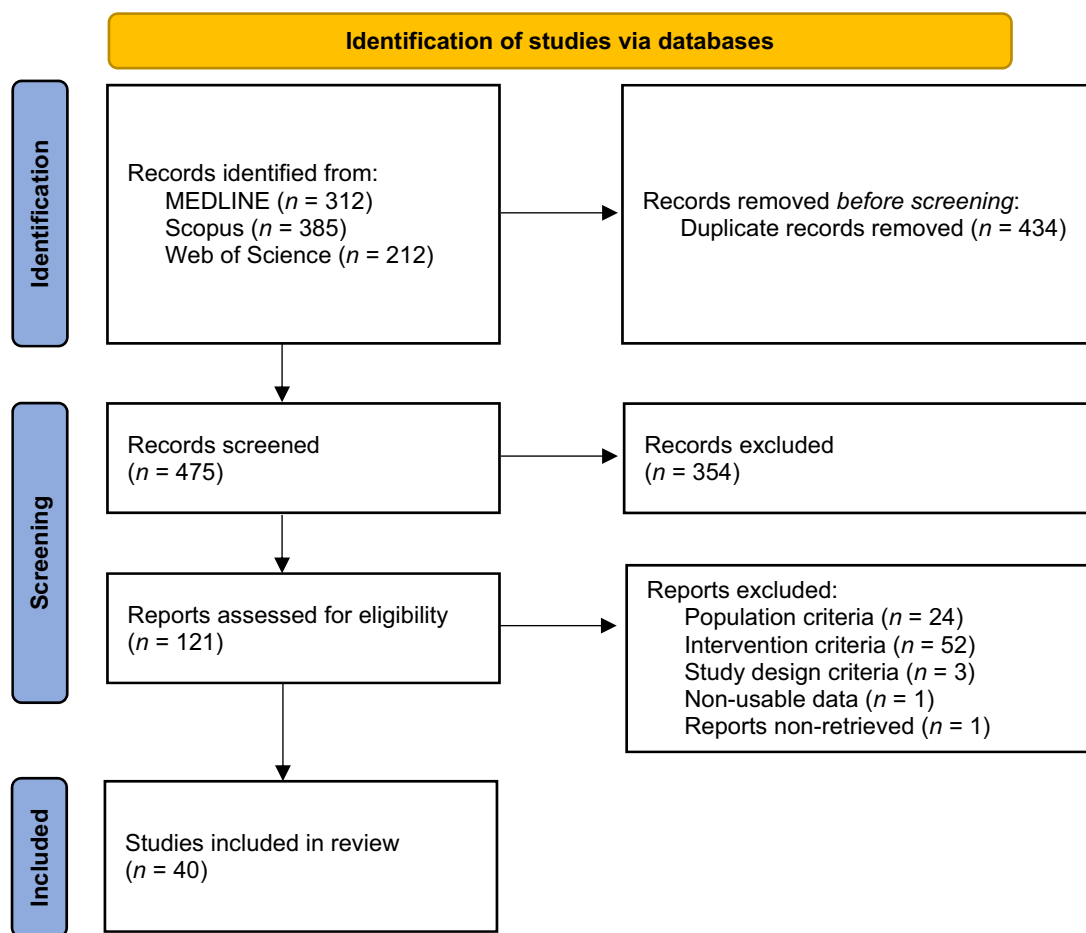 Identification of studies via databases
Identification
Records identified from:
MEDLINE (n = 312)
Scopus (n = 385)
Web of Science (n = 212)
Records removed before screening:
Duplicate records removed (n = 434)
Screening
Records screened
(n = 475)
Records excluded
(n = 354)
Reports assessed for eligibility
(n = 121)
Reports excluded:
Population criteria (n = 24)
Intervention criteria (n = 52)
Study design criteria (n = 3)
Non-usable data (n = 1)
Reports non-retrieved (n = 1)
Included
Studies included in review
(n = 40)